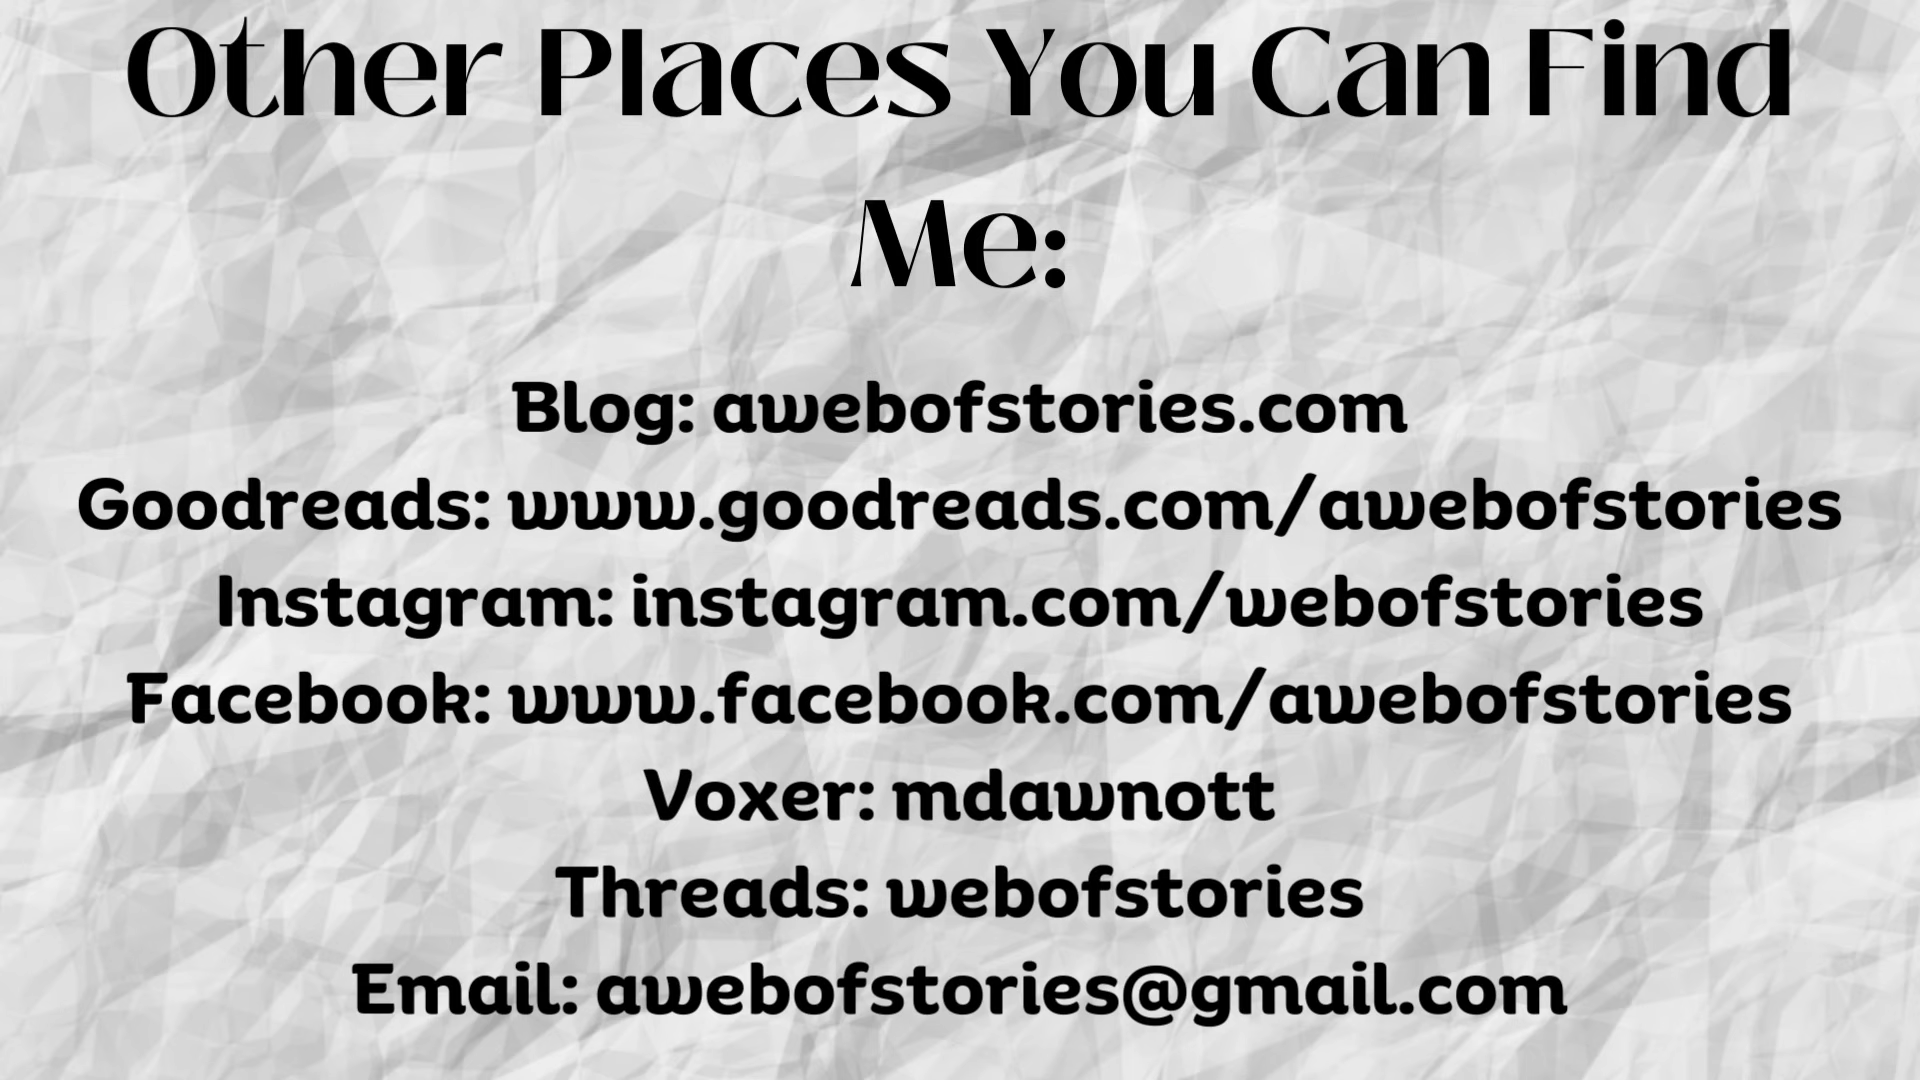 Other Places You Can Find
Me:
Blog: awebofstories.com
Goodreads: www.goodreads.com/awebofstories
Instagram: instagram.com/webofstories
Facebook: www.facebook.com/awebofstories
Voxer: mdawnott
Threads: webofstories
Email: awebofstories@gmail.com